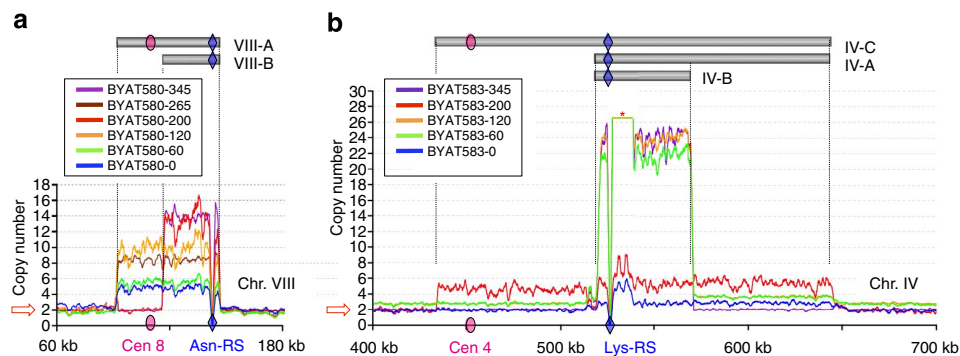 a
VIII-A
VIII-B
BYAT580-345
BYAT580-265
BYAT580-200
BYAT580-120
BYAT580-60
BYAT580-0
Copy number
18
16
14
12
10
8
6
4
2
0
Chr. VIII
60 kb
Cen 8
Asn-RS
180 kb
b
IV-C
IV-A
IV-B
BYAT583-345
BYAT583-200
BYAT583-120
BYAT583-60
BYAT583-0
Copy number
30
28
26
24
22
20
18
16
14
12
10
8
6
4
2
0
*
Chr. IV
400 kb
Cen 4
500 kb
Lys-RS
600 kb
700 kb